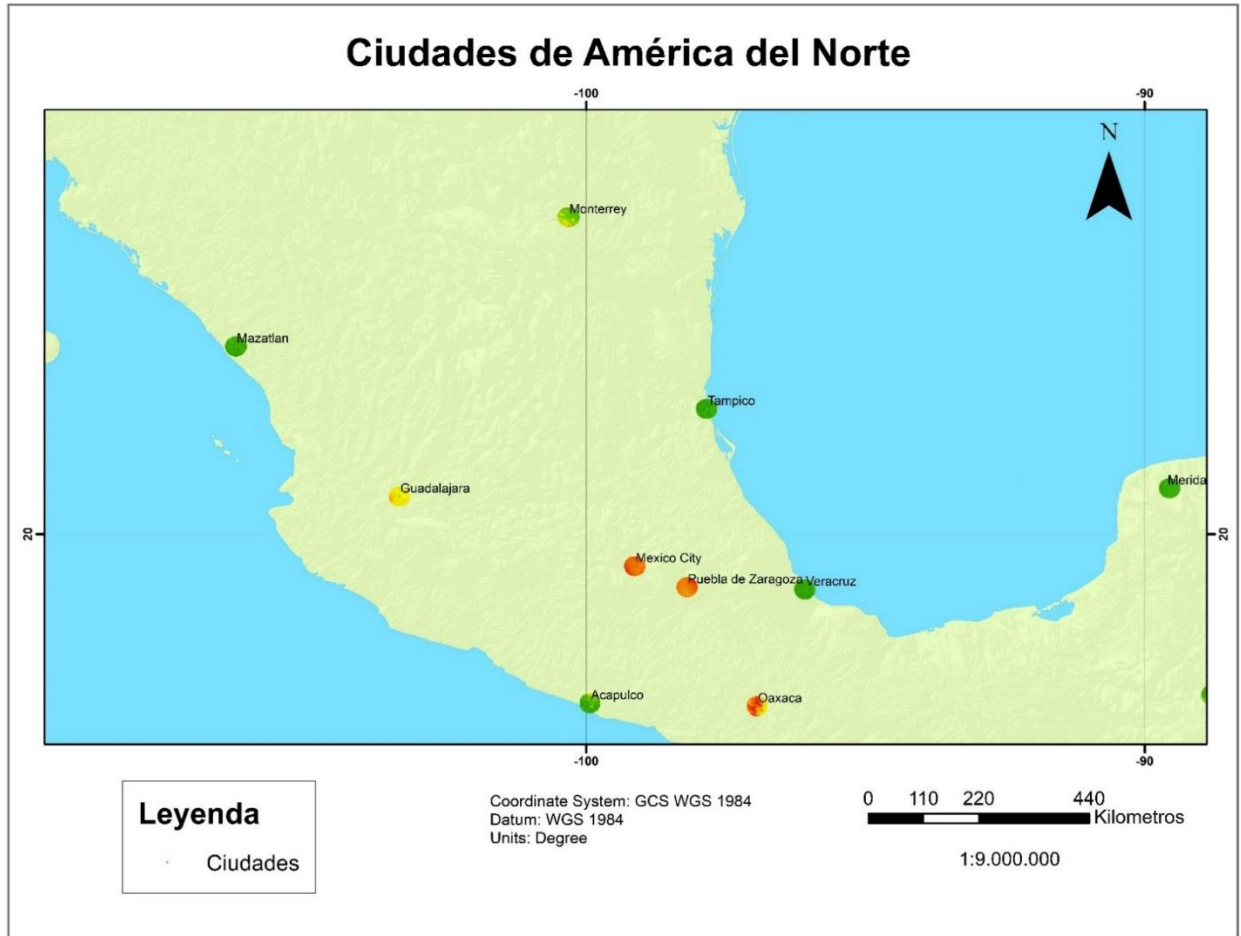 Ciudades de América del Norte
-100
-90
N
Monterrey
Mazatlan
Tampico
Guadalajara
Merida
20
20
Mexico City
Puebla de Zaragoza
Veracruz
Acapulco
Oaxaca
-100
-90
Leyenda
Ciudades
Coordinate System: GCS WGS 1984
Datum: WGS 1984
Units: Degree
0 110 220 440
Kilometros
1:9.000.000